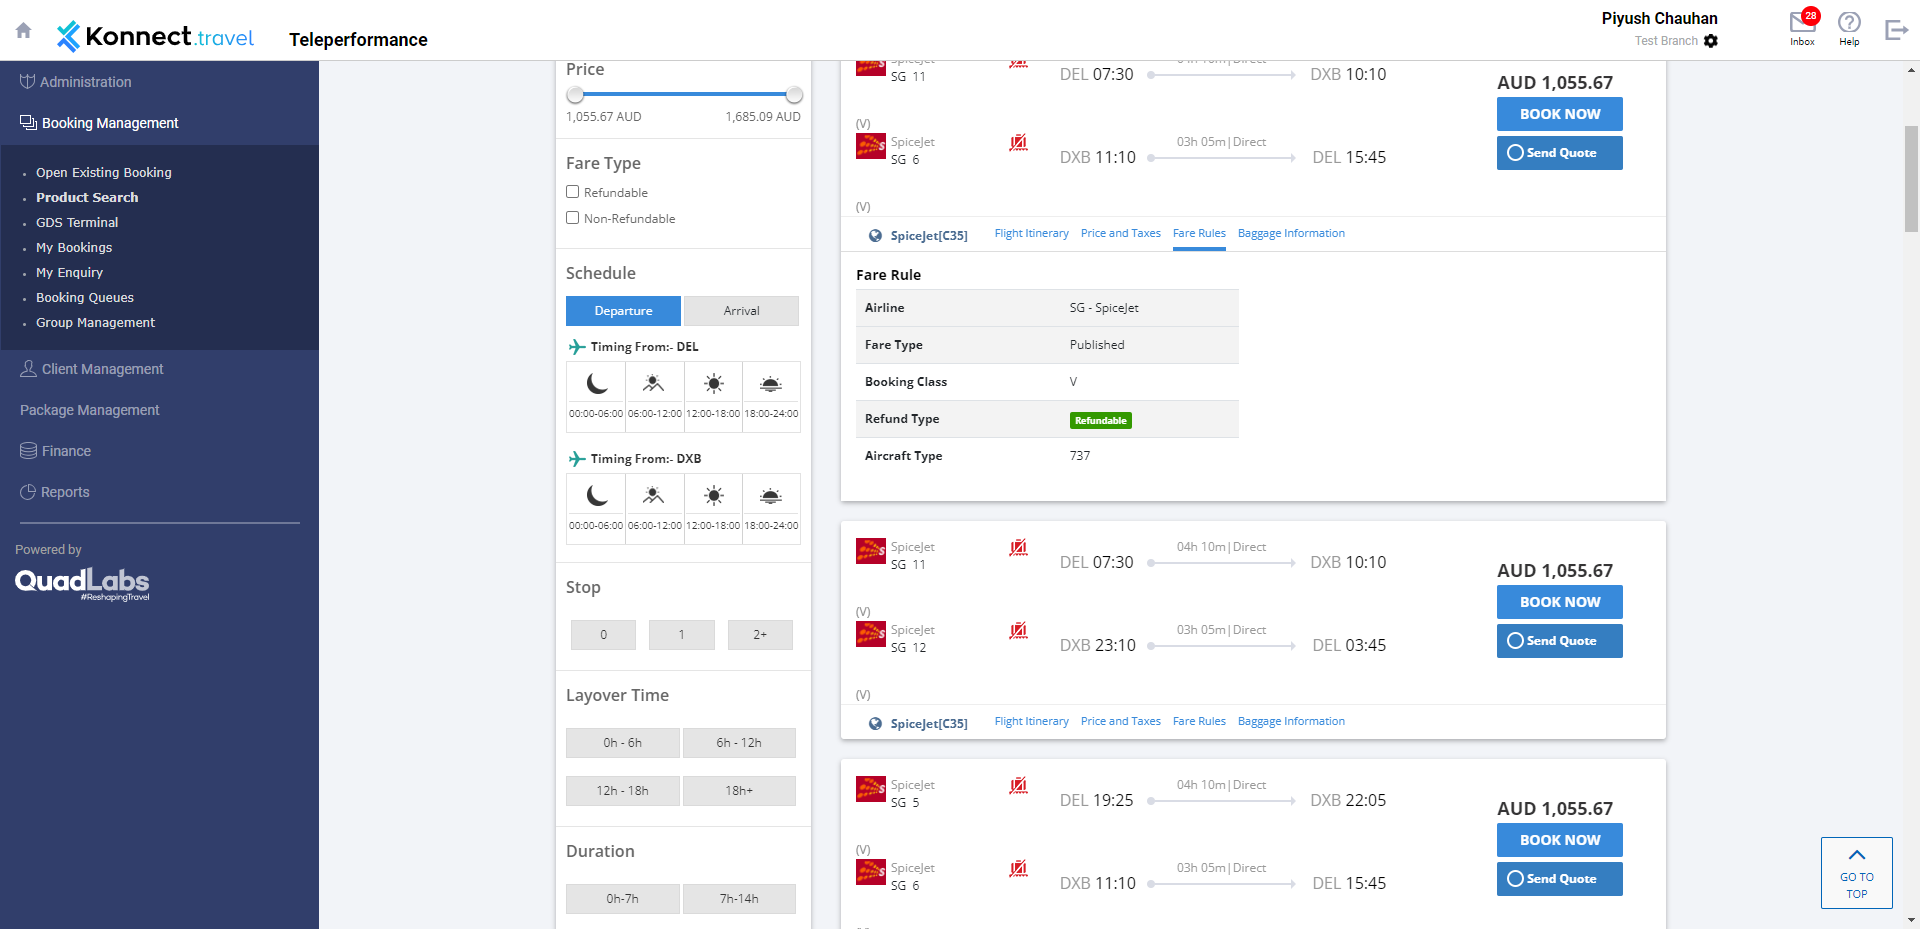 Konnect.travel
Teleperformance
Piyush Chauhan
Test Branch
28
Inbox
Help
Administration
Booking Management
Open Existing Booking
Product Search
GDS Terminal
My Bookings
My Enquiry
Booking Queues
Group Management
Client Management
Package Management
Finance
Reports
Powered by
QuadLabs
#ReshapingTravel
Price
1,055.67 AUD 1,685.09 AUD
Fare Type
Refundable
Non-Refundable
Schedule
Departure Arrival
Timing From:- DEL
00:00-06:00 06:00-12:00 12:00-18:00 18:00-24:00
Timing From:- DXB
00:00-06:00 06:00-12:00 12:00-18:00 18:00-24:00
Stop
0 1 2+
Layover Time
0h - 6h 6h - 12h
12h - 18h 18h+
Duration
0h-7h 7h-14h
SpiceJet 04h 10m|Direct
SG 11 DEL 07:30 DXB 10:10
AUD 1,055.67
BOOK NOW
(V)
SpiceJet 03h 05m|Direct
SG 6 DXB 11:10 DEL 15:45
Send Quote
(V)
SpiceJet[C35] Flight Itinerary Price and Taxes Fare Rules Baggage Information
Fare Rule
Airline SG - SpiceJet
Fare Type Published
Booking Class V
Refund Type Refundable
Aircraft Type 737
SpiceJet 04h 10m|Direct
SG 11 DEL 07:30 DXB 10:10
AUD 1,055.67
BOOK NOW
(V)
SpiceJet 03h 05m|Direct
SG 12 DXB 23:10 DEL 03:45
Send Quote
(V)
SpiceJet[C35] Flight Itinerary Price and Taxes Fare Rules Baggage Information
SpiceJet 04h 10m|Direct
SG 5 DEL 19:25 DXB 22:05
AUD 1,055.67
BOOK NOW
(V)
SpiceJet 03h 05m|Direct
SG 6 DXB 11:10 DEL 15:45
Send Quote
GO TO
TOP